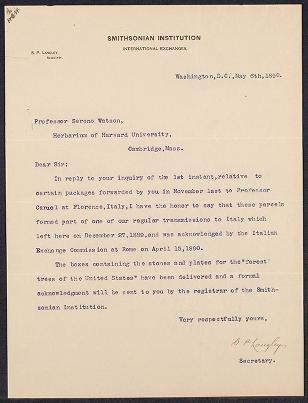 SMITHSONIAN INSTITUTION
INTERNATIONAL EXCHANGES.
S. P. LANGLEY,
Secretary.
Washington, D.C., May 6th, 1890.
Professor Sereno Watson,
Herbarium of Harvard University,
Cambridge, Mass.
Dear Sir:
In reply to your inquiry of the 1st instant, relative to
certain packages forwarded by you in November last to Professor
Caruel at Florence, Italy, I have the honor to say that these parcels
formed part of one of our regular transmissions to Italy which
left here on December 27, 1889, and was acknowledged by the Italian
Exchange Commission at Rome on April 15, 1890.
The boxes containing the stones and plates for the "forest
trees of the United States" have been delivered and a formal
acknowledgment will be sent to you by the registrar of the Smith-
sonian Institution.
Very respectfully yours,
S P Langley
Secretary.